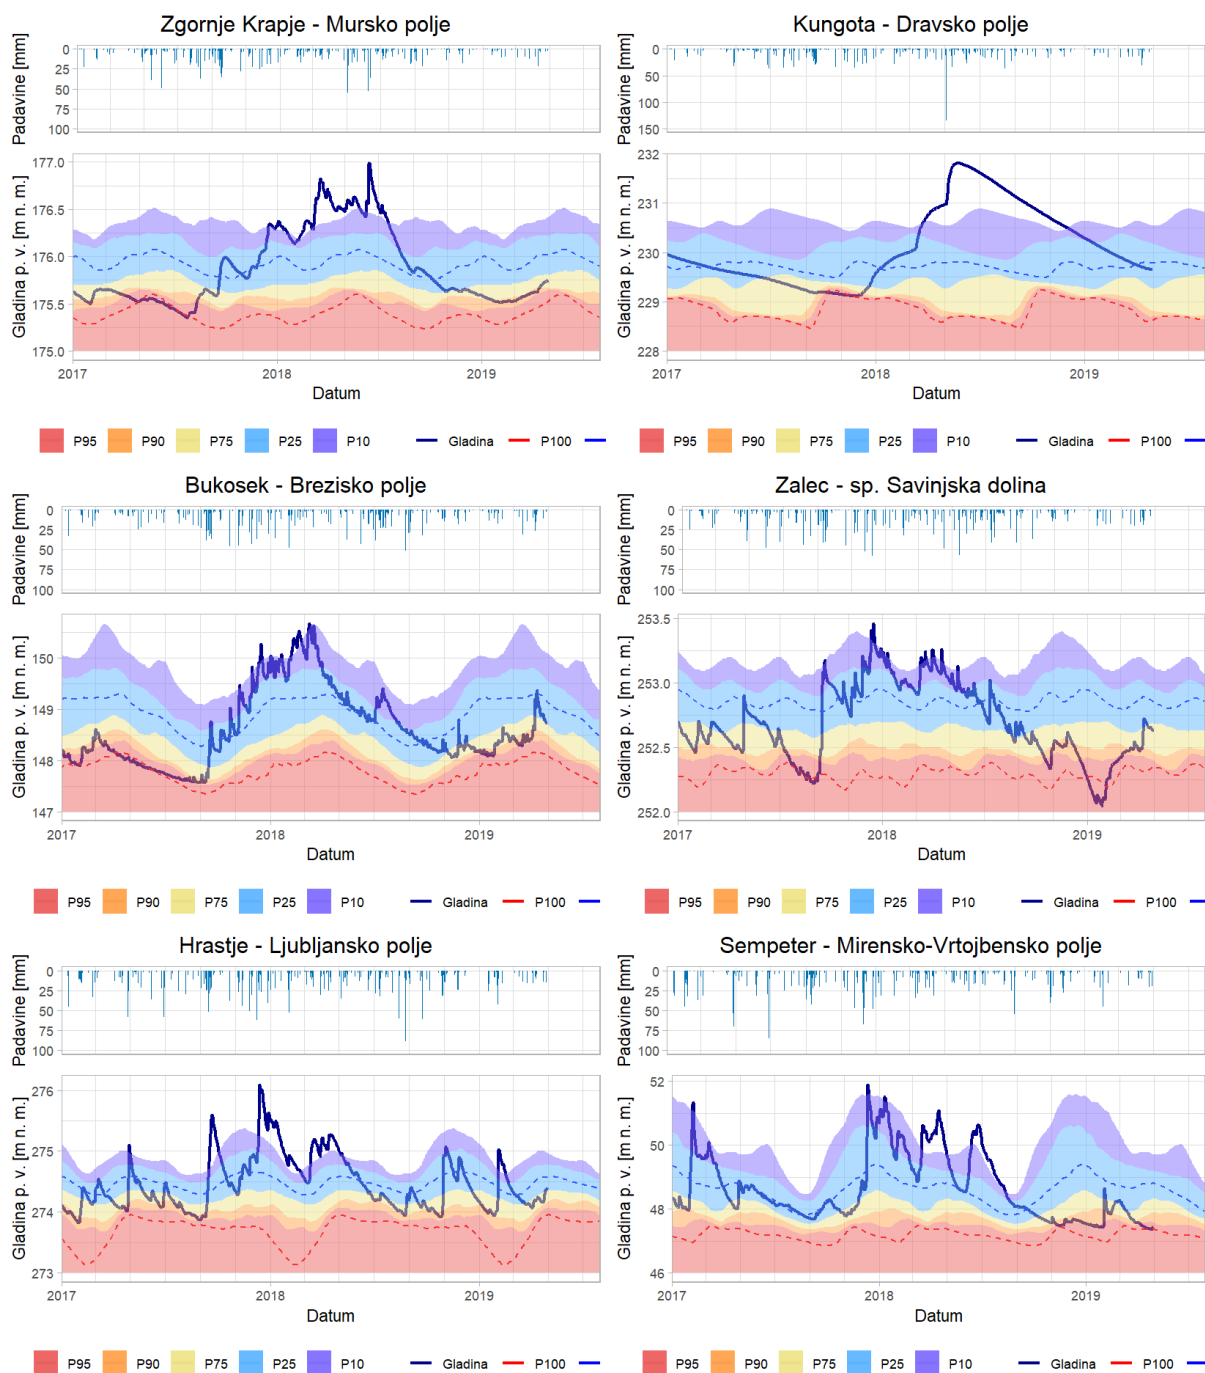 Zgornje Krapje - Mursko polje
Padavine [mm]
0
25
50
75
100
Gladina p. v. [m n. m.]
177.0
176.5
176.0
175.5
175.0
2017 2018 2019
Datum
P95 P90 P75 P25 P10 Gladina P100
Kungota - Dravsko polje
Padavine [mm]
0
50
100
150
Gladina p. v. [m n. m.]
232
231
230
229
228
2017 2018 2019
Datum
P95 P90 P75 P25 P10 Gladina P100
Bukosek - Brezisko polje
Padavine [mm]
0
25
50
75
100
Gladina p. v. [m n. m.]
150
149
148
147
2017 2018 2019
Datum
P95 P90 P75 P25 P10 Gladina P100
Zalec - sp. Savinjska dolina
Padavine [mm]
0
25
50
75
100
Gladina p. v. [m n. m.]
253.5
253.0
252.5
252.0
2017 2018 2019
Datum
P95 P90 P75 P25 P10 Gladina P100
Hrastje - Ljubljansko polje
Padavine [mm]
0
25
50
75
100
Gladina p. v. [m n. m.]
276
275
274
273
2017 2018 2019
Datum
P95 P90 P75 P25 P10 Gladina P100
Sempeter - Mirensko-Vrtojbensko polje
Padavine [mm]
0
25
50
75
100
Gladina p. v. [m n. m.]
52
50
48
46
2017 2018 2019
Datum
P95 P90 P75 P25 P10 Gladina P100